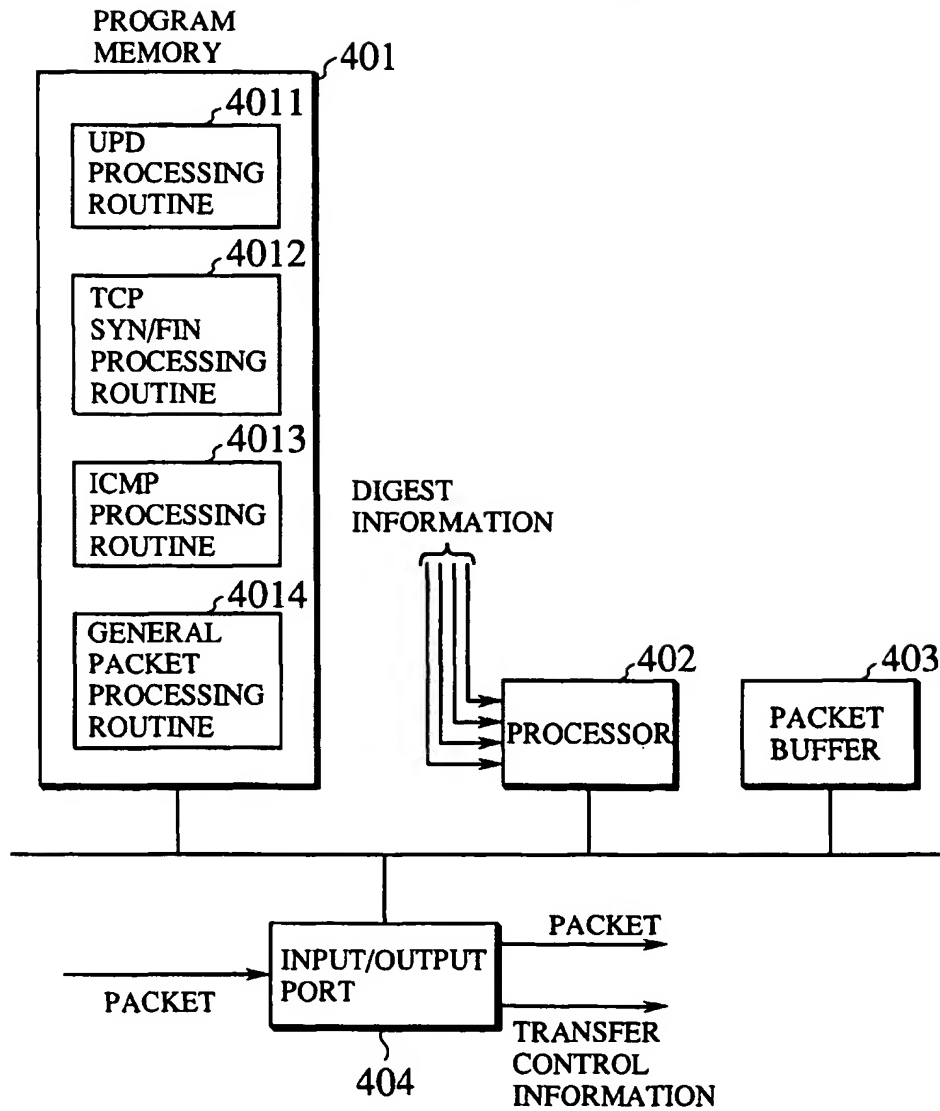 PROGRAM
MEMORY
401
4011
UPD
PROCESSING
ROUTINE
4012
TCP
SYN/FIN
PROCESSING
ROUTINE
4013
ICMP
PROCESSING
ROUTINE
4014
GENERAL
PACKET
PROCESSING
ROUTINE
DIGEST
INFORMATION
402
PROCESSOR
403
PACKET
BUFFER
PACKET
INPUT/OUTPUT
PORT
404
PACKET
TRANSFER
CONTROL
INFORMATION